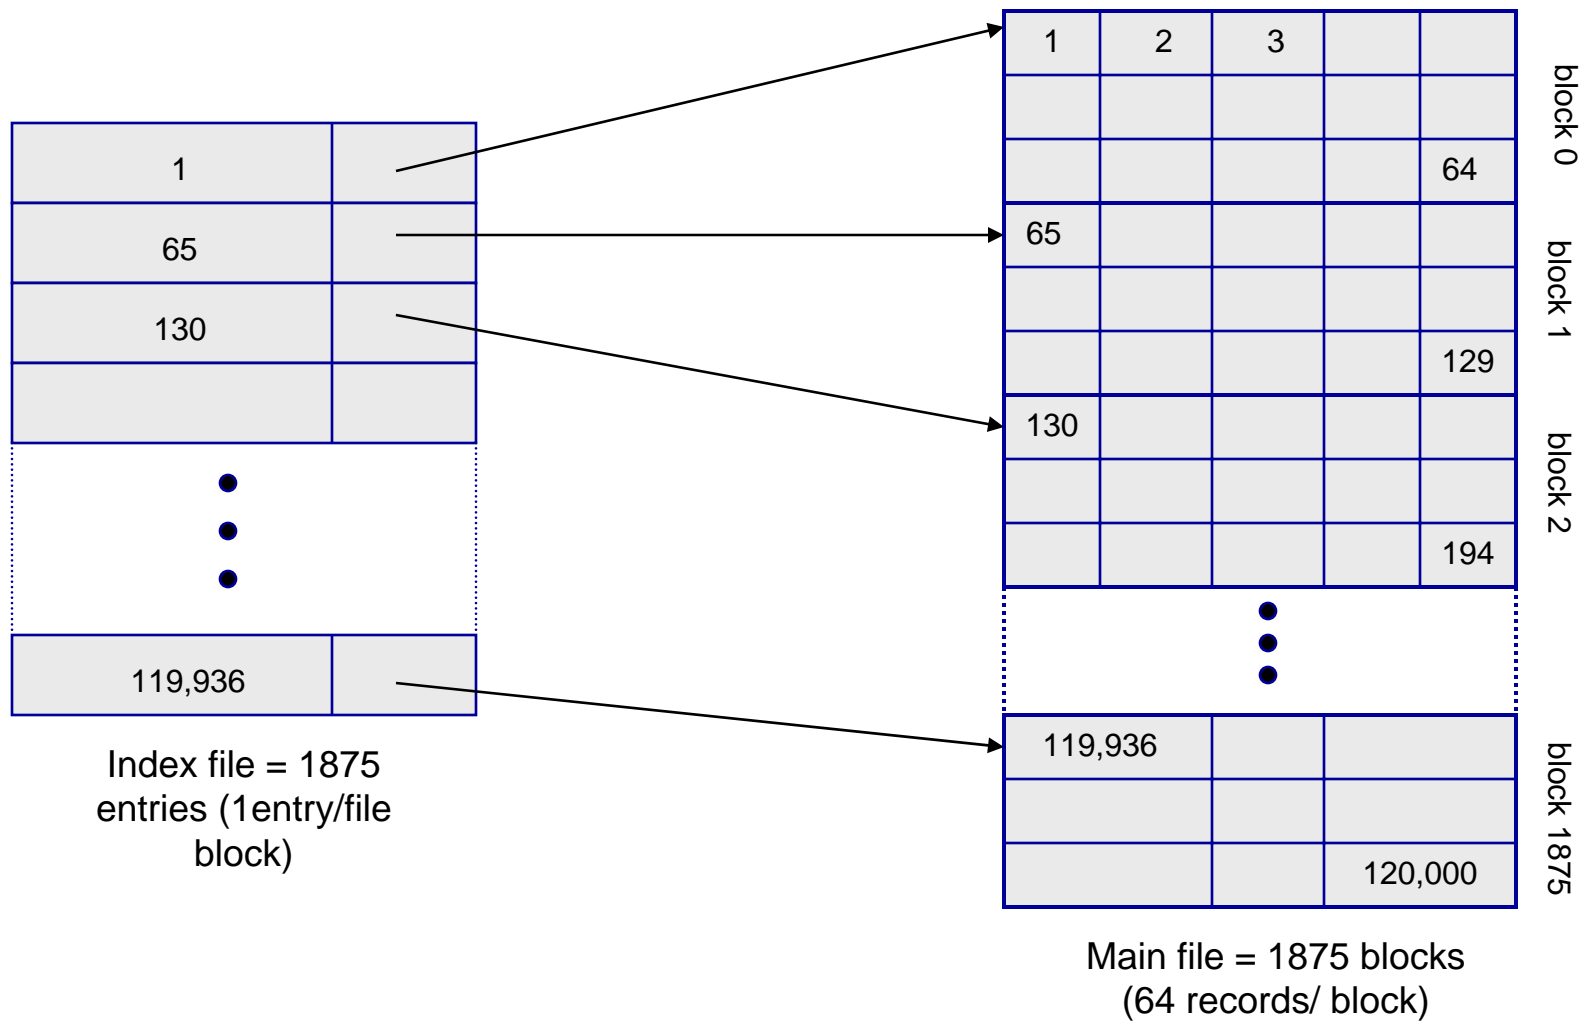 1
65
130
119,936
Index file = 1875
entries (1entry/file
block)
1 2 3
64
65
129
130
194
119,936
120,000
block 0
block 1
block 2
block 1875
Main file = 1875 blocks
(64 records/ block)